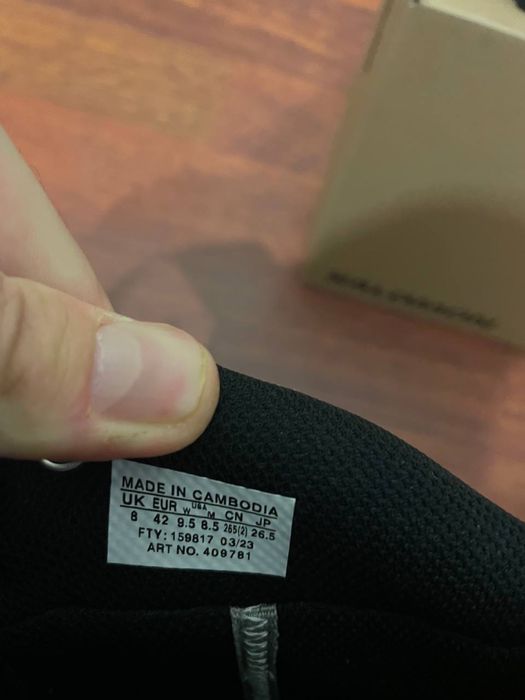 MADE IN CAMBODIA
UK EUR W USA M CN JP
8 42 9.5 8.5 265(2) 26.5
FTY: 159817 03/23
ART NO. 409781